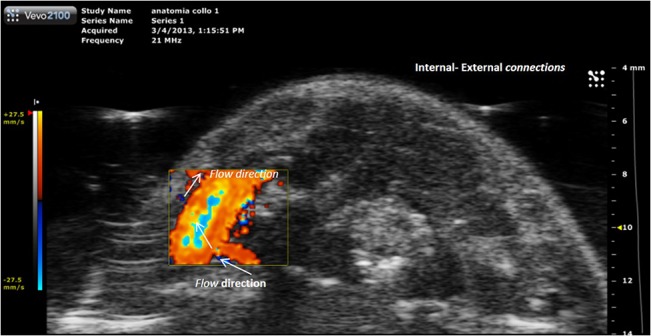 Vevo2100
Study Name anatomia collo 1
Series Name Series 1
Acquired 3/4/2013, 1:15:51 PM
Frequency 21 MHz
Internal- External connections
4 mm
+27.5
mm/s
6
8
Flow direction
10
-27.5
mm/s
Flow direction
12
14